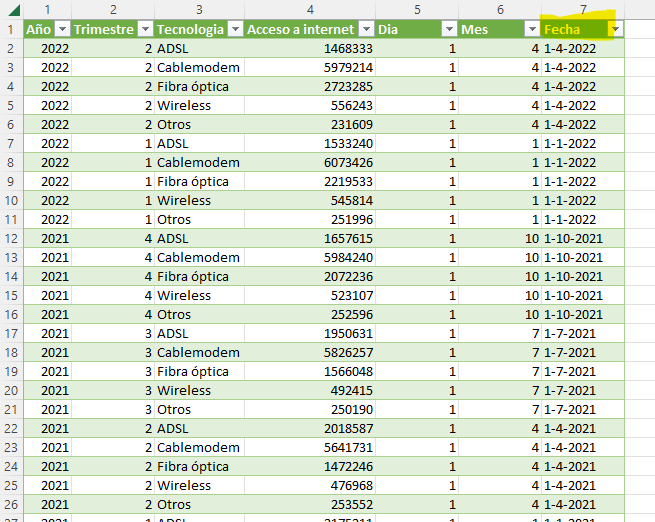 1 2 3 4 5 6 7
1 Año Trimestre Tecnologia Acceso a internet Dia Mes Fecha
2 2022 2 ADSL 1468333 1 4 1-4-2022
3 2022 2 Cablemodem 5979214 1 4 1-4-2022
4 2022 2 Fibra óptica 2723285 1 4 1-4-2022
5 2022 2 Wireless 556243 1 4 1-4-2022
6 2022 2 Otros 231609 1 4 1-4-2022
7 2022 1 ADSL 1533240 1 1 1-1-2022
8 2022 1 Cablemodem 6073426 1 1 1-1-2022
9 2022 1 Fibra óptica 2219533 1 1 1-1-2022
10 2022 1 Wireless 545814 1 1 1-1-2022
11 2022 1 Otros 251996 1 1 1-1-2022
12 2021 4 ADSL 1657615 1 10 1-10-2021
13 2021 4 Cablemodem 5984240 1 10 1-10-2021
14 2021 4 Fibra óptica 2072236 1 10 1-10-2021
15 2021 4 Wireless 523107 1 10 1-10-2021
16 2021 4 Otros 252596 1 10 1-10-2021
17 2021 3 ADSL 1950631 1 7 1-7-2021
18 2021 3 Cablemodem 5826257 1 7 1-7-2021
19 2021 3 Fibra óptica 1566048 1 7 1-7-2021
20 2021 3 Wireless 492415 1 7 1-7-2021
21 2021 3 Otros 250190 1 7 1-7-2021
22 2021 2 ADSL 2018587 1 4 1-4-2021
23 2021 2 Cablemodem 5641731 1 4 1-4-2021
24 2021 2 Fibra óptica 1472246 1 4 1-4-2021
25 2021 2 Wireless 476968 1 4 1-4-2021
26 2021 2 Otros 253552 1 4 1-4-2021